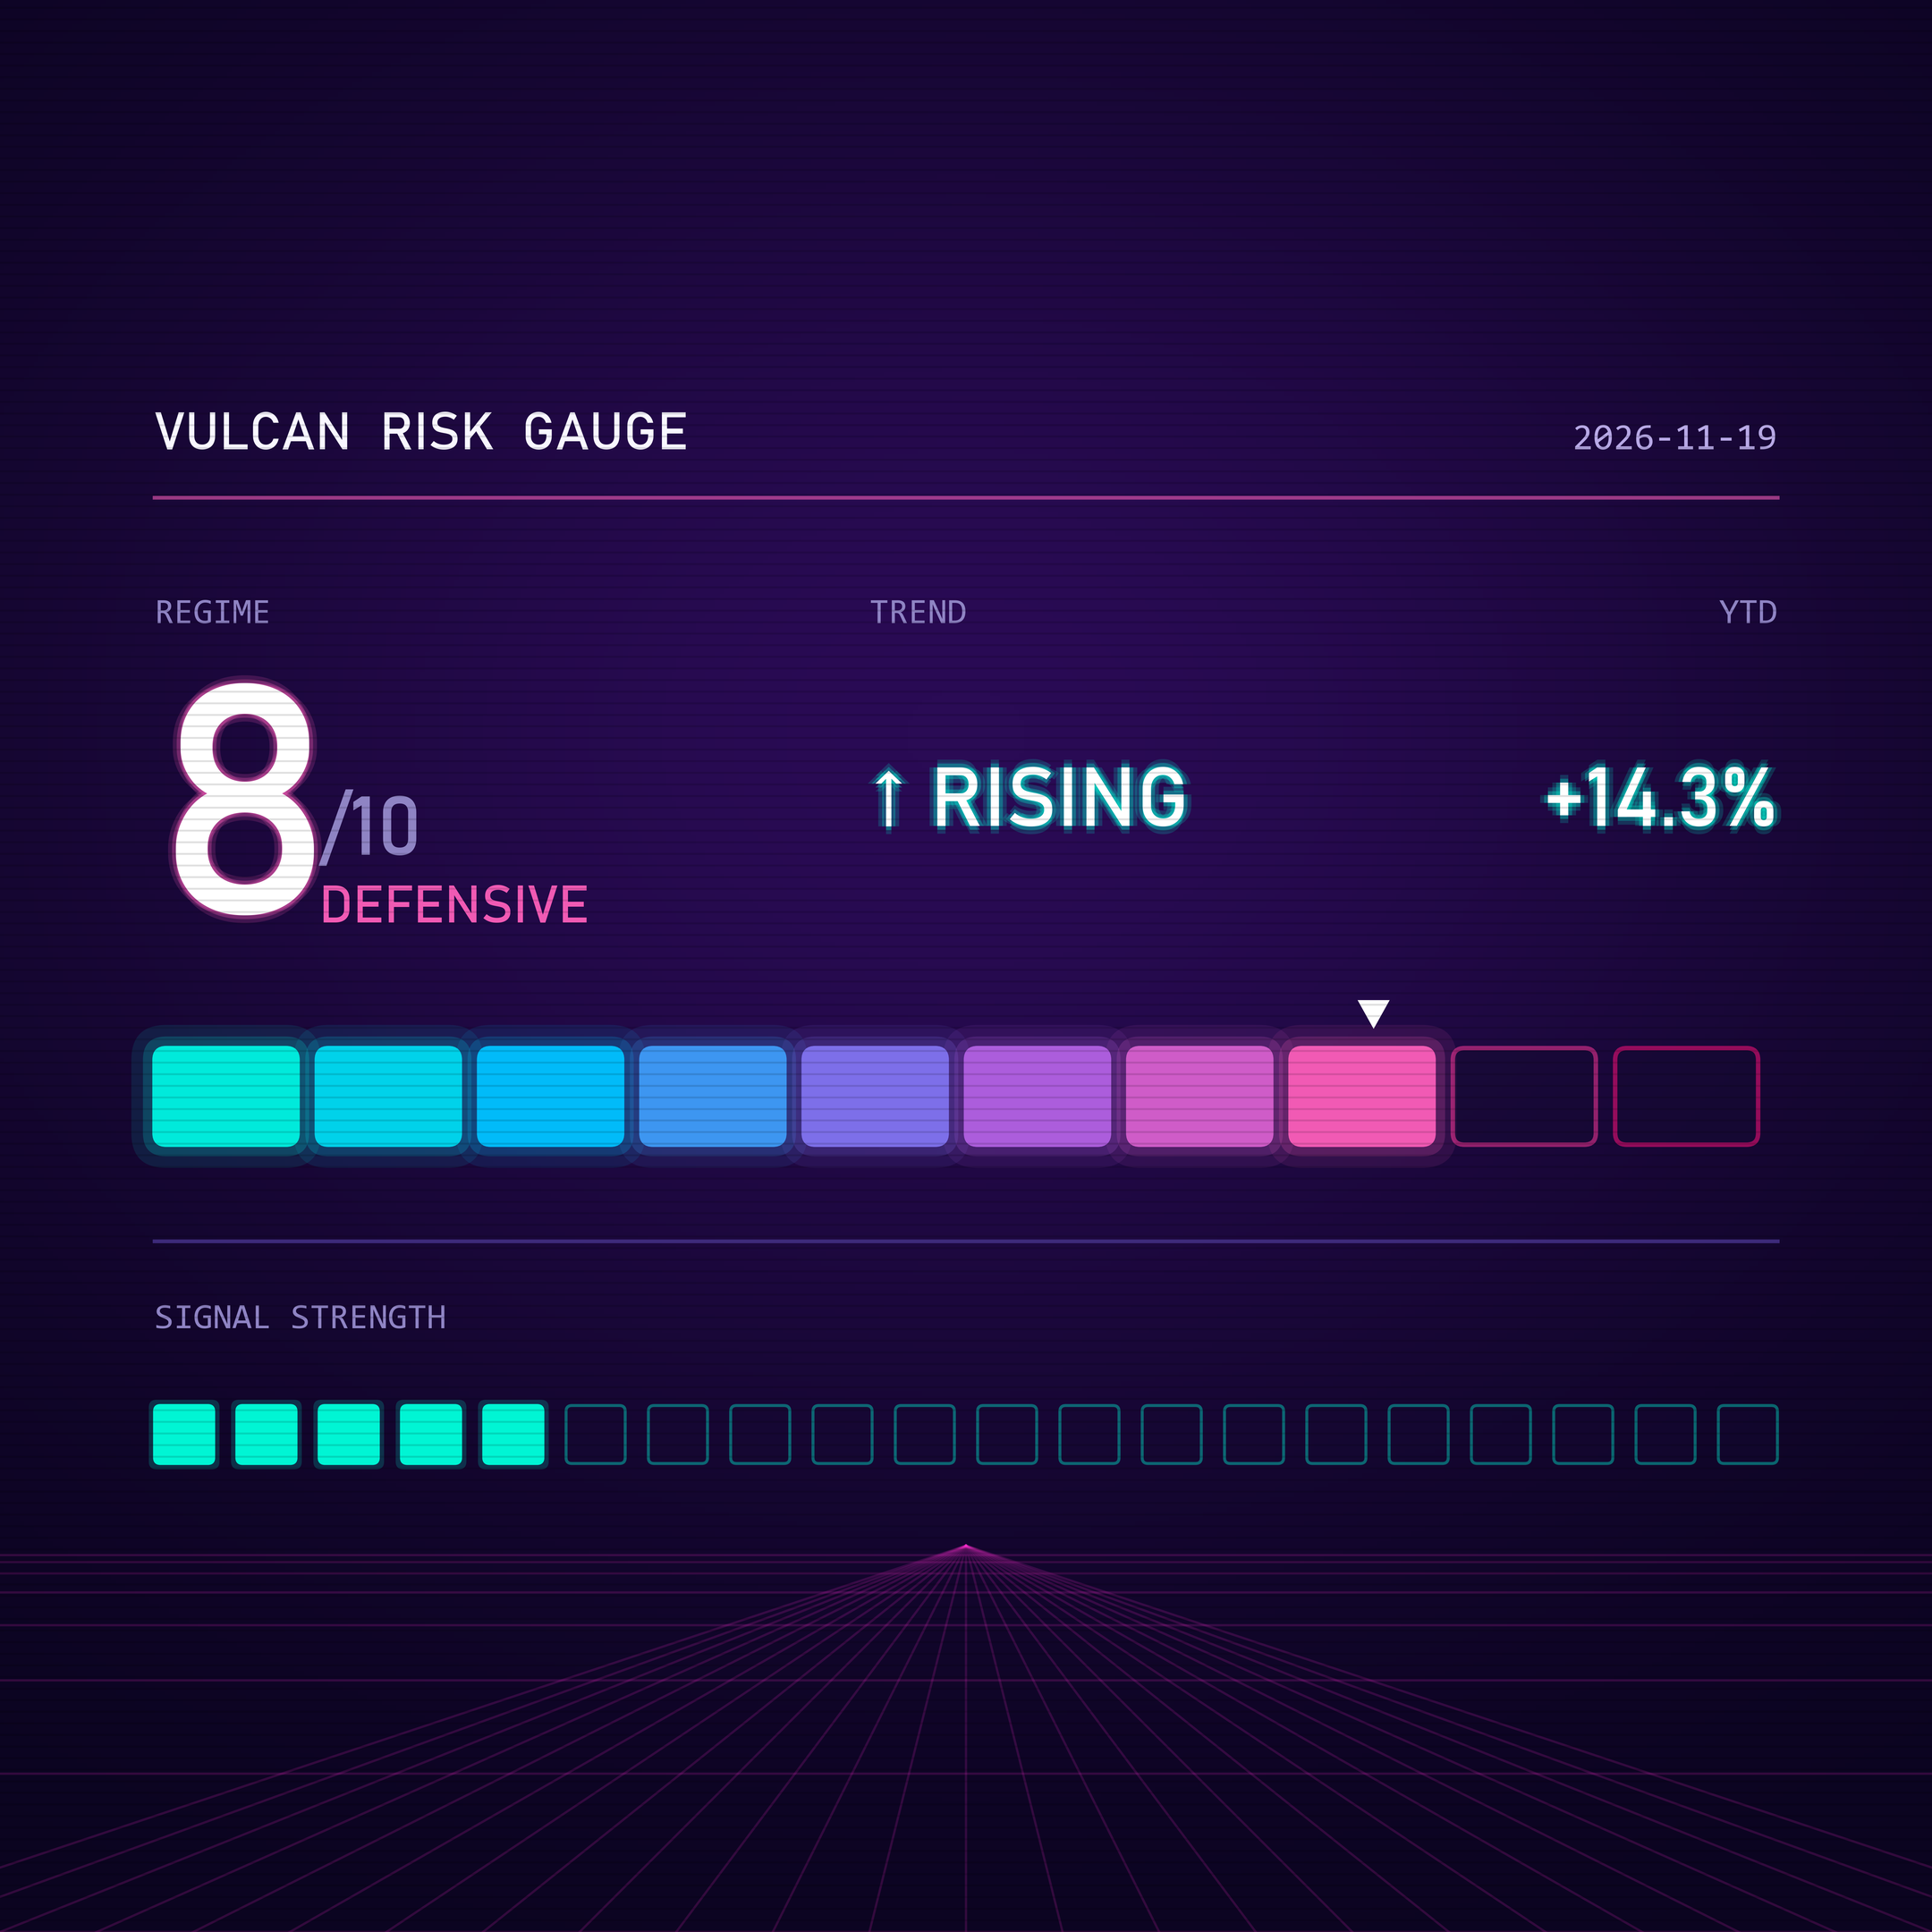 VULCAN RISK GAUGE
2026-11-19
REGIME
TREND
YTD
8/10
DEFENSIVE
↑ RISING
+14.3%
SIGNAL STRENGTH